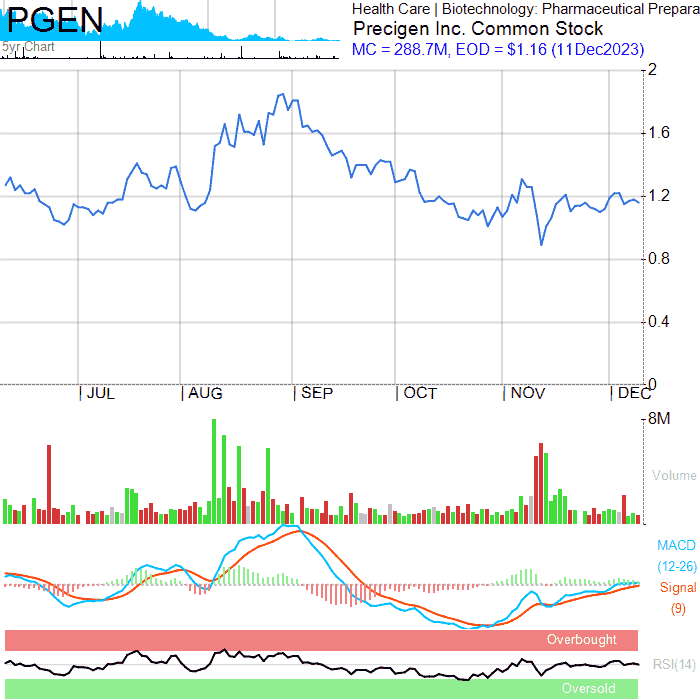 PGEN
5yr Chart
Health Care | Biotechnology: Pharmaceutical Prepara
Precigen Inc. Common Stock
MC = 288.7M, EOD = $1.16 (11Dec2023)
2
1.6
1.2
0.8
0.4
0
| JUL | AUG | SEP | OCT | NOV | DEC
8M
Volume
MACD
(12-26)
Signal
(9)
Overbought
RSI(14)
Oversold